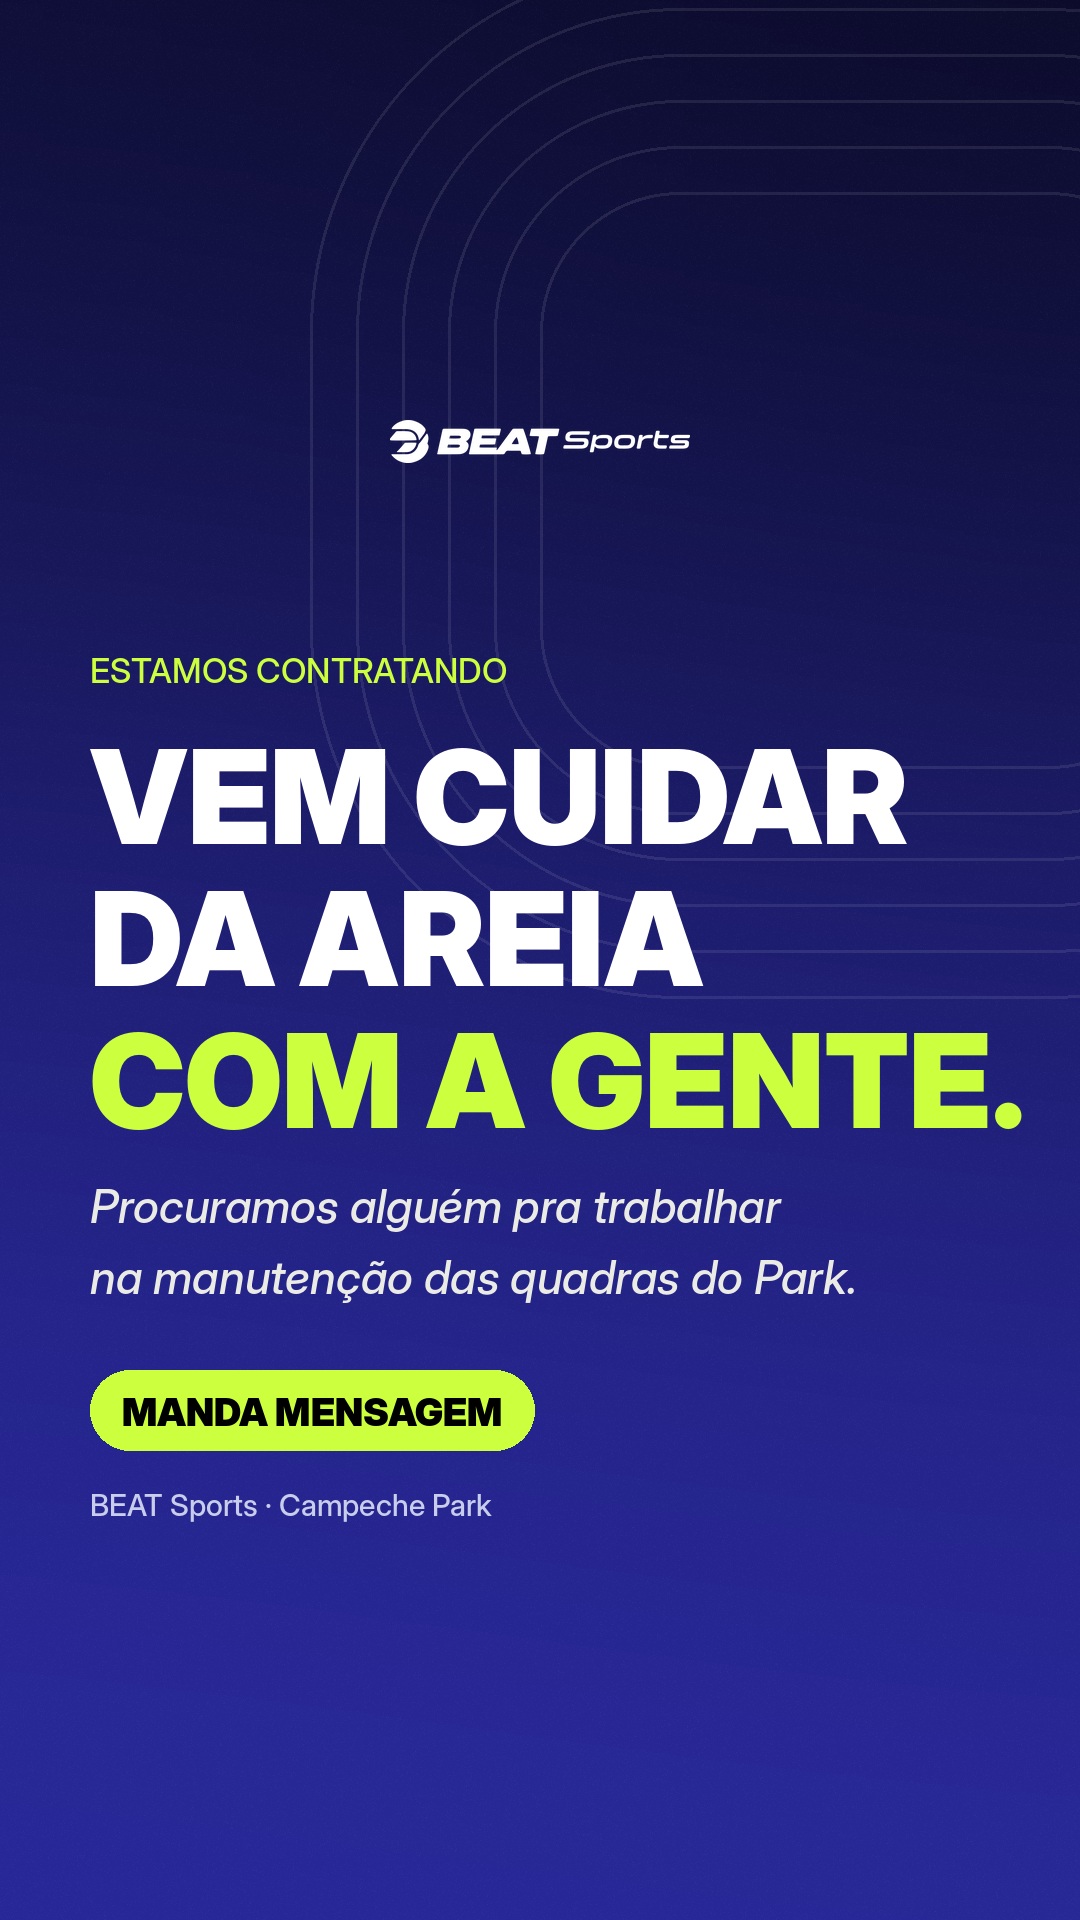 BEAT Sports
ESTAMOS CONTRATANDO
VEM CUIDAR
DA AREIA
COM A GENTE.
Procuramos alguém pra trabalhar
na manutenção das quadras do Park.
MANDA MENSAGEM
BEAT Sports · Campeche Park